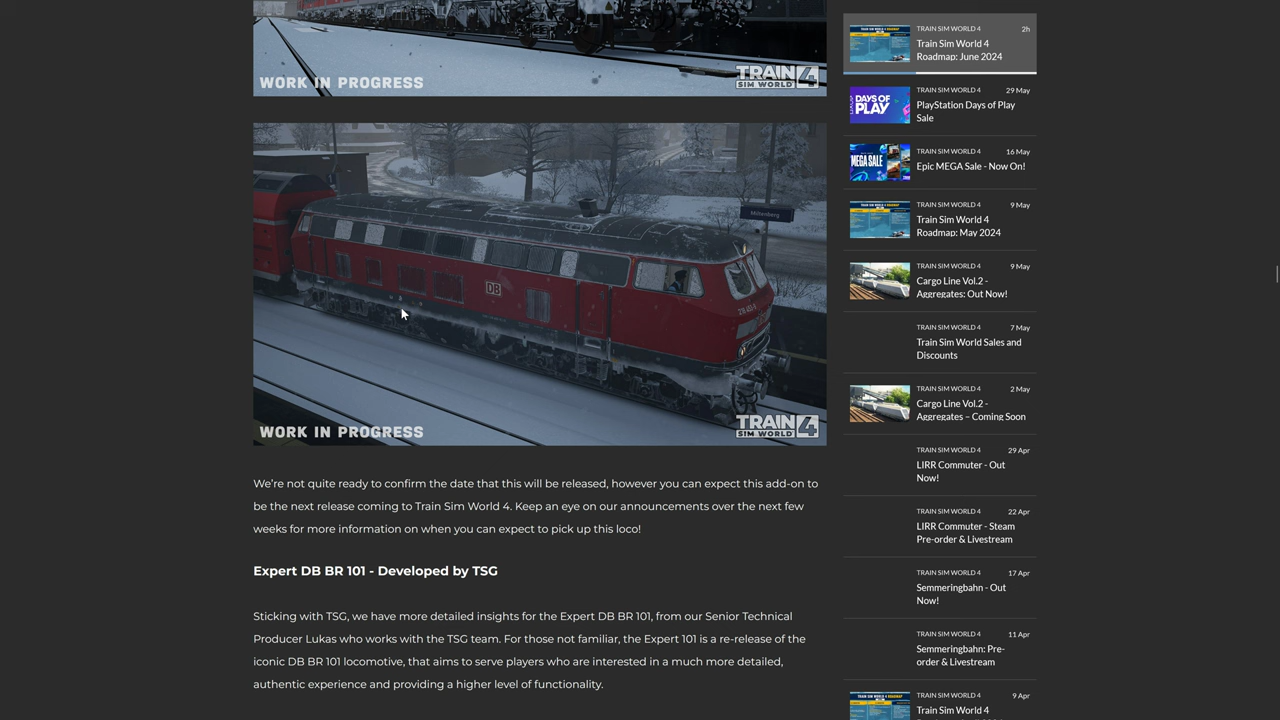 WORK IN PROGRESS
TRAIN
SIM WORLD 4
Miltenberg
DB
WORK IN PROGRESS
TRAIN
SIM WORLD 4
We're not quite ready to confirm the date that this will be released, however you can expect this add-on to
be the next release coming to Train Sim World 4. Keep an eye on our announcements over the next few
weeks for more information on when you can expect to pick up this loco!
Expert DB BR 101 - Developed by TSG
Sticking with TSG, we have more detailed insights for the Expert DB BR 101, from our Senior Technical
Producer Lukas who works with the TSG team. For those not familiar, the Expert 101 is a re-release of the
iconic DB BR 101 locomotive, that aims to serve players who are interested in a much more detailed,
authentic experience and providing a higher level of functionality.
TRAIN SIM WORLD 4 2h
Train Sim World 4
Roadmap: June 2024
DAYS OF
PLAY
TRAIN SIM WORLD 4 29 May
PlayStation Days of Play
Sale
MEGA SALE
TRAIN SIM WORLD 4 16 May
Epic MEGA Sale - Now On!
TRAIN SIM WORLD 4 9 May
Train Sim World 4
Roadmap: May 2024
TRAIN SIM WORLD 4 9 May
Cargo Line Vol.2 -
Aggregates: Out Now!
TRAIN SIM WORLD 4 7 May
Train Sim World Sales and
Discounts
TRAIN SIM WORLD 4 2 May
Cargo Line Vol.2 -
Aggregates – Coming Soon
TRAIN SIM WORLD 4 29 Apr
LIRR Commuter - Out
Now!
TRAIN SIM WORLD 4 22 Apr
LIRR Commuter - Steam
Pre-order & Livestream
TRAIN SIM WORLD 4 17 Apr
Semmeringbahn - Out
Now!
TRAIN SIM WORLD 4 11 Apr
Semmeringbahn: Pre-
order & Livestream
TRAIN SIM WORLD 4 9 Apr
Train Sim World 4